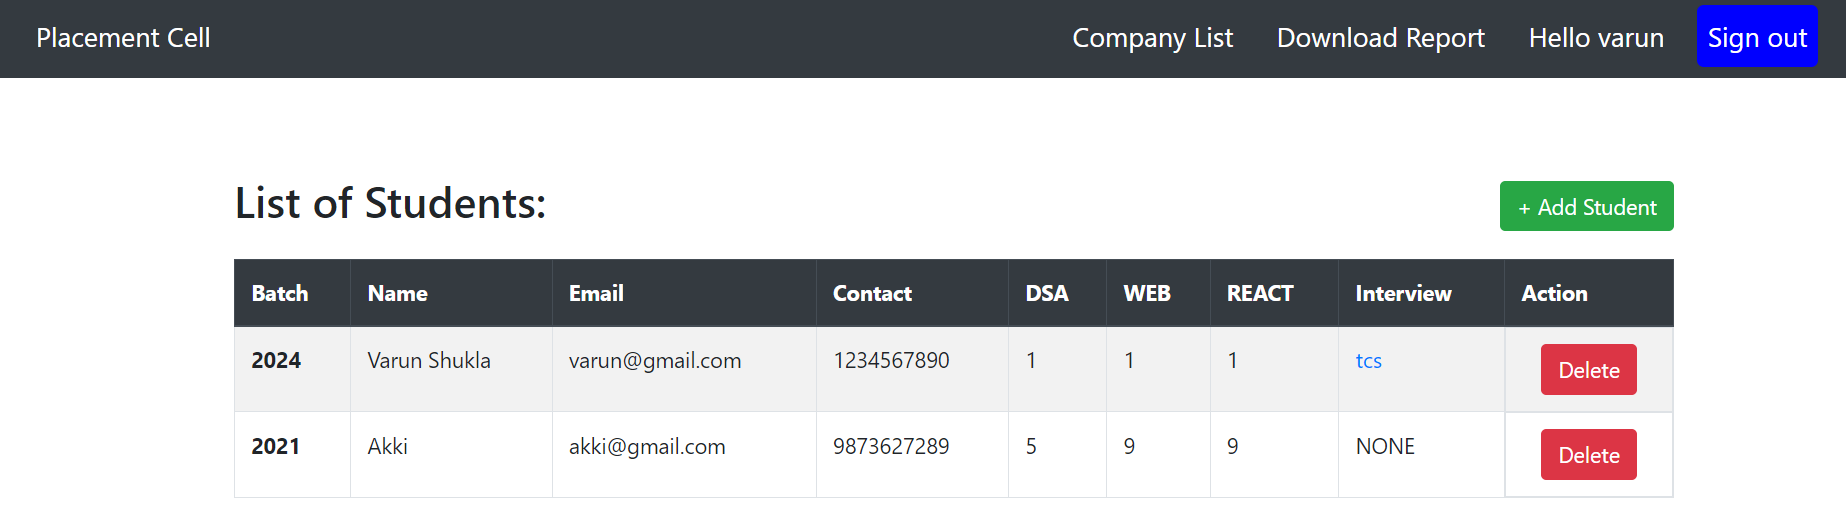 Placement Cell Company List Download Report Hello varun Sign out
List of Students: + Add Student
Batch Name Email Contact DSA WEB REACT Interview Action
2024 Varun Shukla varun@gmail.com 1234567890 1 1 1 tcs Delete
2021 Akki akki@gmail.com 9873627289 5 9 9 NONE Delete